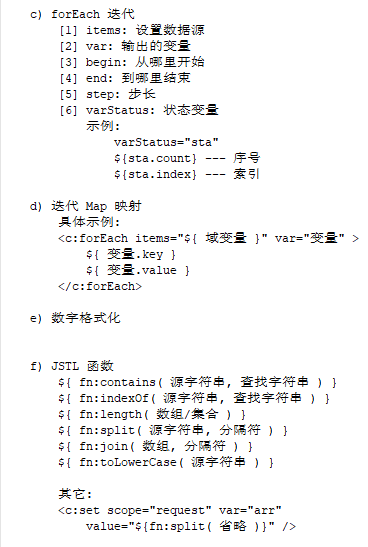 c) forEach 迭代
[1] items: 设置数据源
[2] var: 输出的变量
[3] begin: 从哪里开始
[4] end: 到哪里结束
[5] step: 步长
[6] varStatus: 状态变量
示例:
varStatus="sta"
${sta.count} --- 序号
${sta.index} --- 索引
d) 迭代 Map 映射
具体示例:
<c:forEach items="${ 域变量 }" var="变量" >
${ 变量.key }
${ 变量.value }
</c:forEach>
e) 数字格式化
f) JSTL 函数
${ fn:contains( 源字符串, 查找字符串 ) }
${ fn:indexOf( 源字符串, 查找字符串 ) }
${ fn:length( 数组/集合 ) }
${ fn:split( 源字符串, 分隔符 ) }
${ fn:join( 数组, 分隔符 ) }
${ fn:toLowerCase( 源字符串 ) }
其它:
<c:set scope="request" var="arr"
value="${fn:split( 省略 )}" />